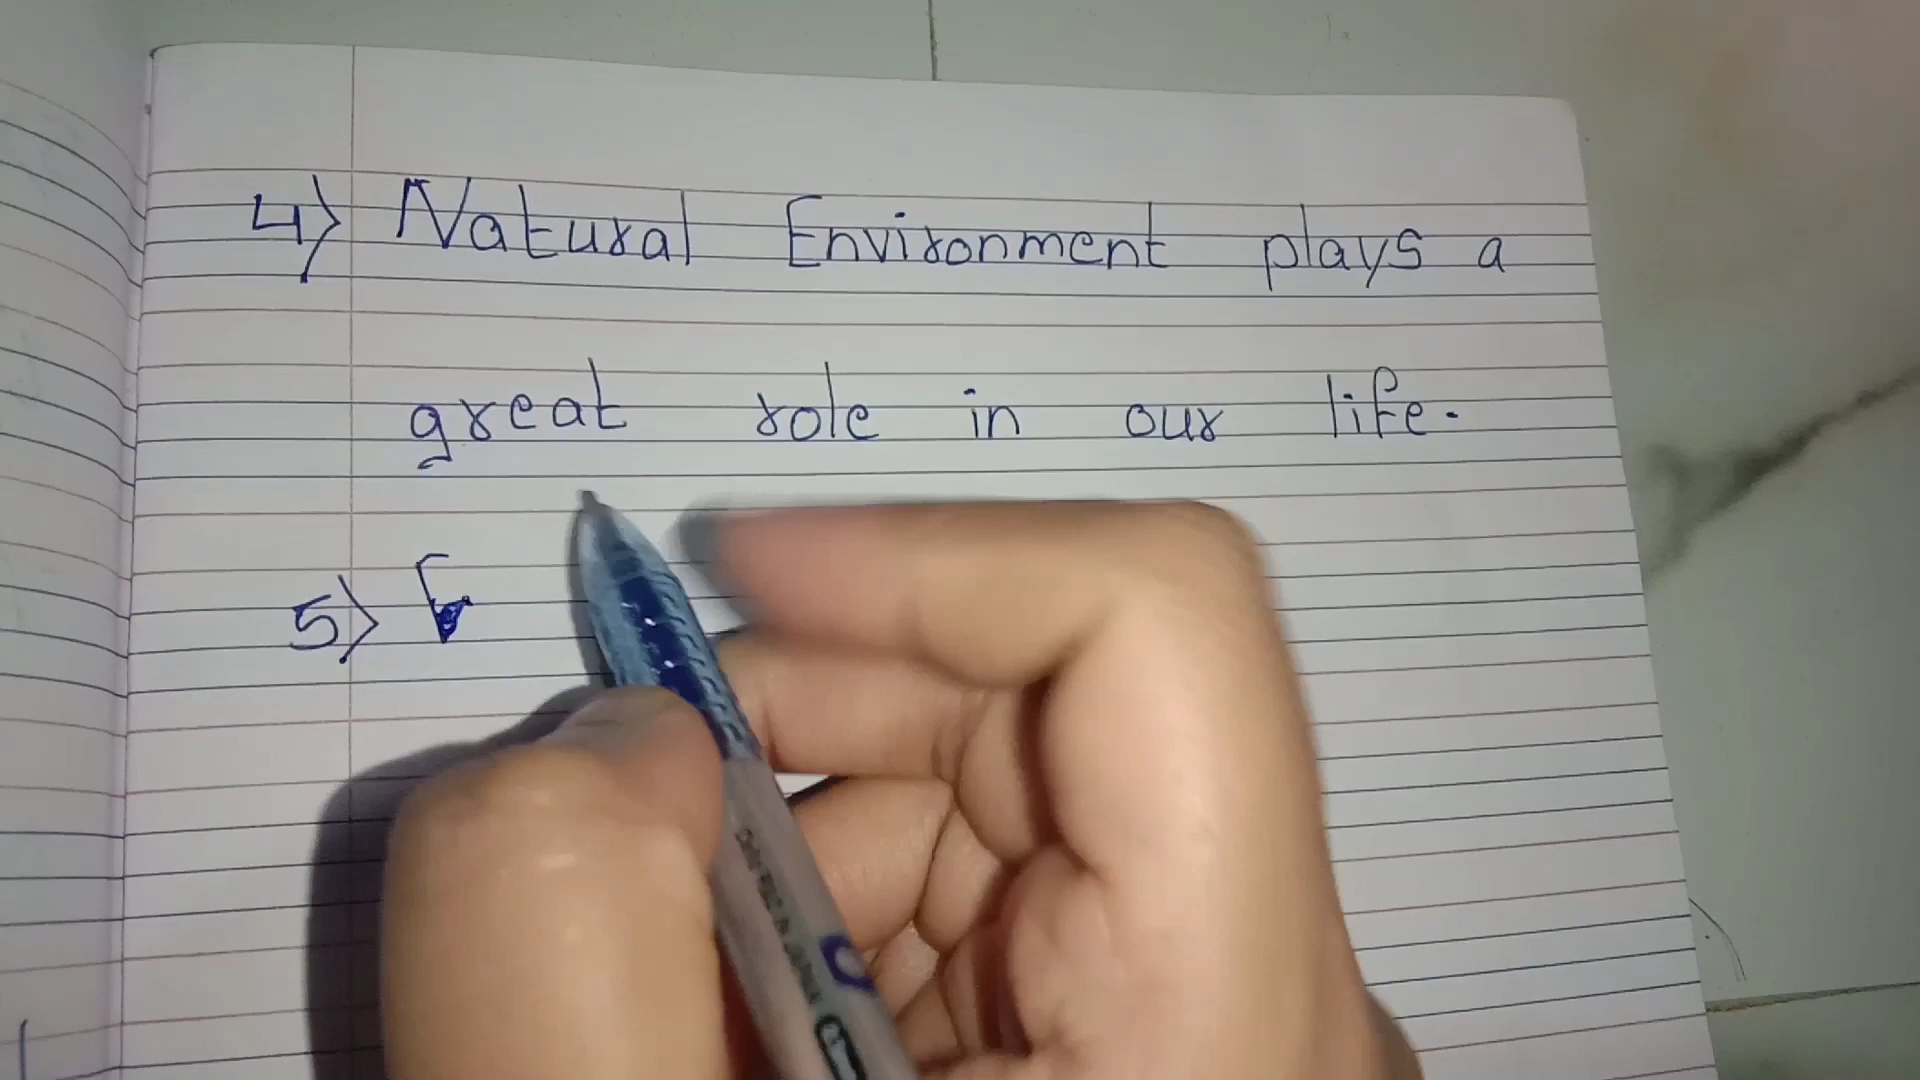 4) Natural Environment plays a
great role in our life.
5)